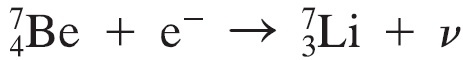 ⁷₄Be + e⁻ → ⁷₃Li + ν